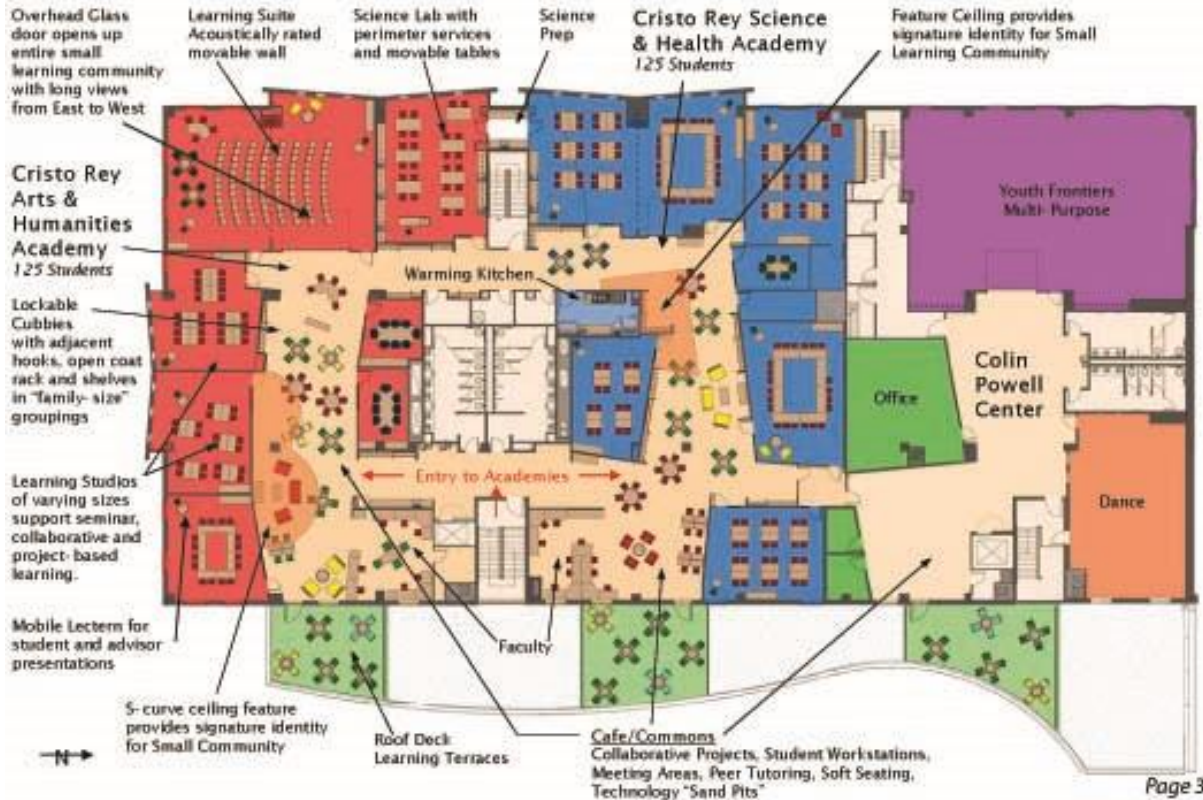 Overhead Glass
door opens up
entire small
learning community
with long views
from East to West
Learning Suite
Acoustically rated
movable wall
Science Lab with
perimeter services
and movable tables
Science
Prep
Cristo Rey Science
& Health Academy
125 Students
Feature Ceiling provides
signature identity for Small
Learning Community
Cristo Rey
Arts &
Humanities
Academy
125 Students
Youth Frontiers
Multi- Purpose
Warming Kitchen
Lockable
Cubbies
with adjacent
hooks, open coat
rack and shelves
in "family- size"
groupings
Colin
Powell
Center
Office
Learning Studios
of varying sizes
support seminar,
collaborative and
project- based
learning.
Entry to Academies
Dance
Mobile Lectern for
student and advisor
presentations
Faculty
S- curve ceiling feature
provides signature identity
for Small Community
Roof Deck
Learning Terraces
Cafe/Commons
Collaborative Projects, Student Workstations,
Meeting Areas, Peer Tutoring, Soft Seating,
Technology "Sand Pits"
N
Page 3